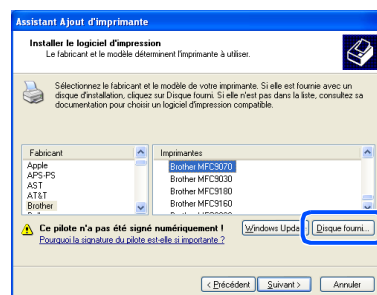 Assistant Ajout d'imprimante
Installer le logiciel d'impression
Le fabricant et le modèle déterminent l'imprimante à utiliser.
Sélectionnez le fabricant et le modèle de votre imprimante. Si elle est fournie avec un
disque d'installation, cliquez sur Disque fourni. Si elle n'est pas dans la liste, consultez sa
documentation pour choisir un logiciel d'impression compatible.
Fabricant
Apple
APS-PS
AST
AT&T
Brother
Imprimantes
Brother MFC9070
Brother MFC9030
Brother MFC9180
Brother MFC9160
Ce pilote n'a pas été signé numériquement !
Pourquoi la signature du pilote est-elle si importante ?
Windows Upda
Disque fourni...
< Précédent
Suivant >
Annuler